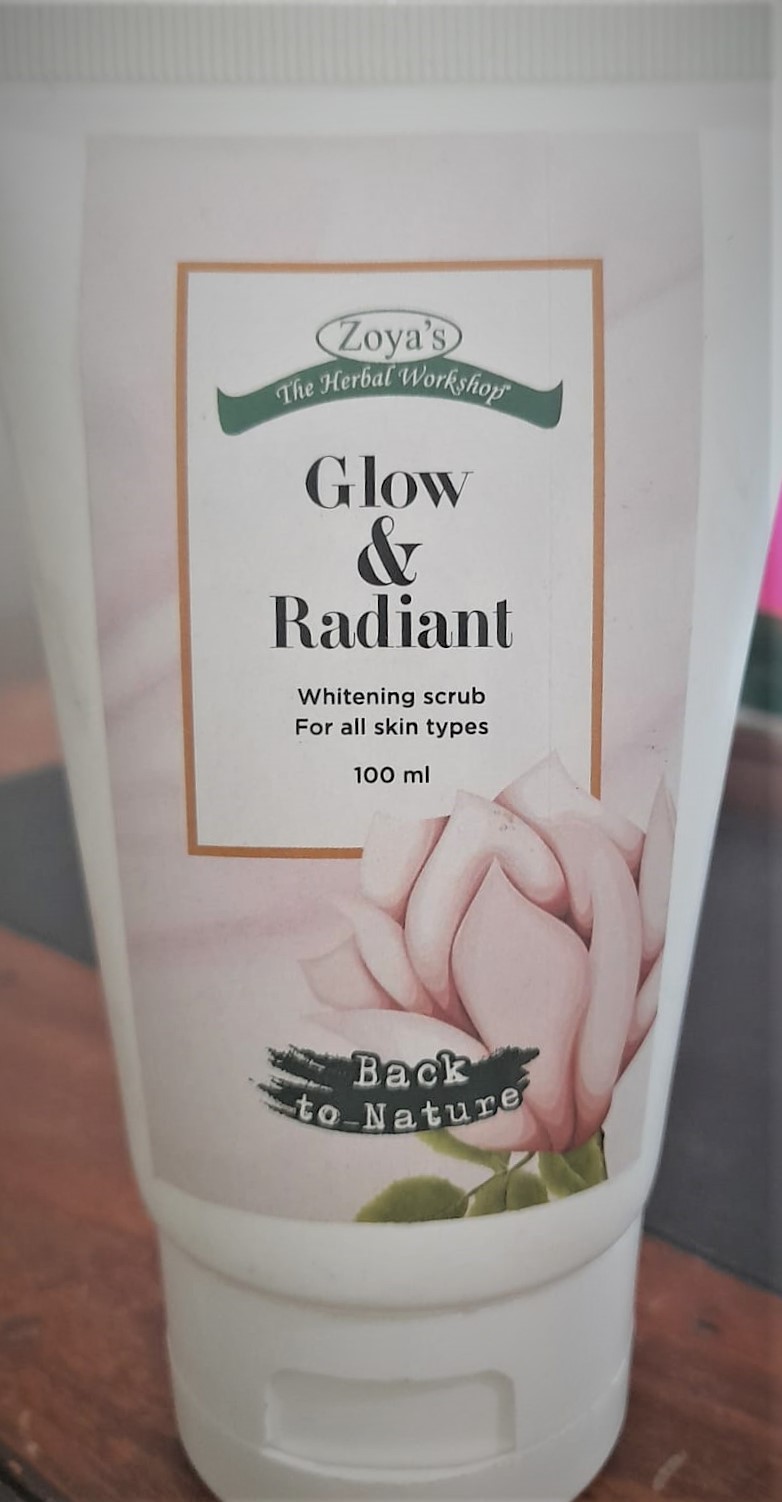 Zoya's
The Herbal Workshop
Glow
&
Radiant
Whitening scrub
For all skin types
100 ml
Back
to Nature